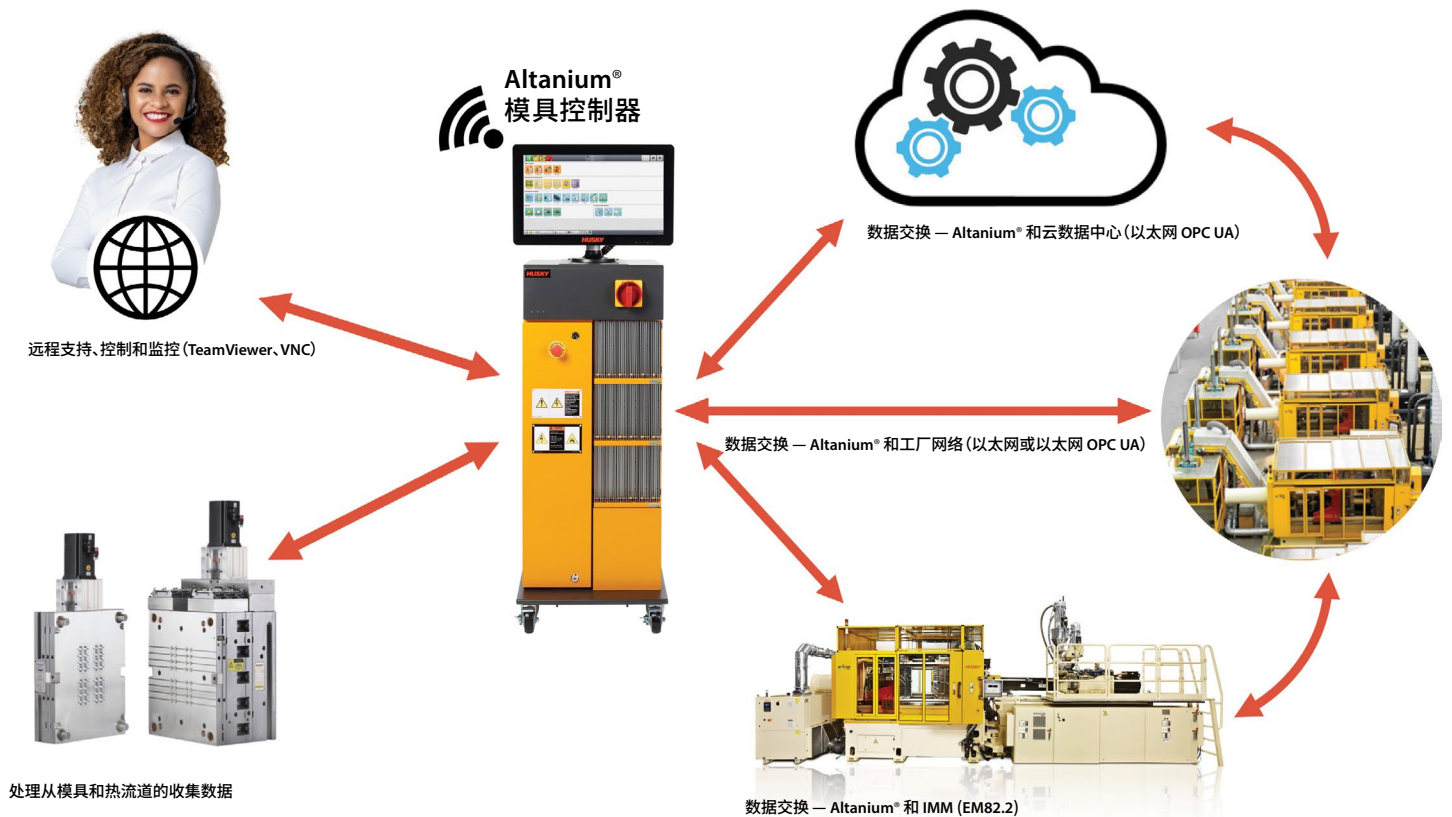 Altanium®
模具控制器
HUSKY
HUSKY
数据交换 — Altanium® 和云数据中心（以太网 OPC UA）
远程支持、控制和监控（TeamViewer、VNC）
数据交换 — Altanium® 和工厂网络（以太网或以太网 OPC UA）
HUSKY
处理从模具和热流道的收集数据
数据交换 — Altanium® 和 IMM (EM82.2)